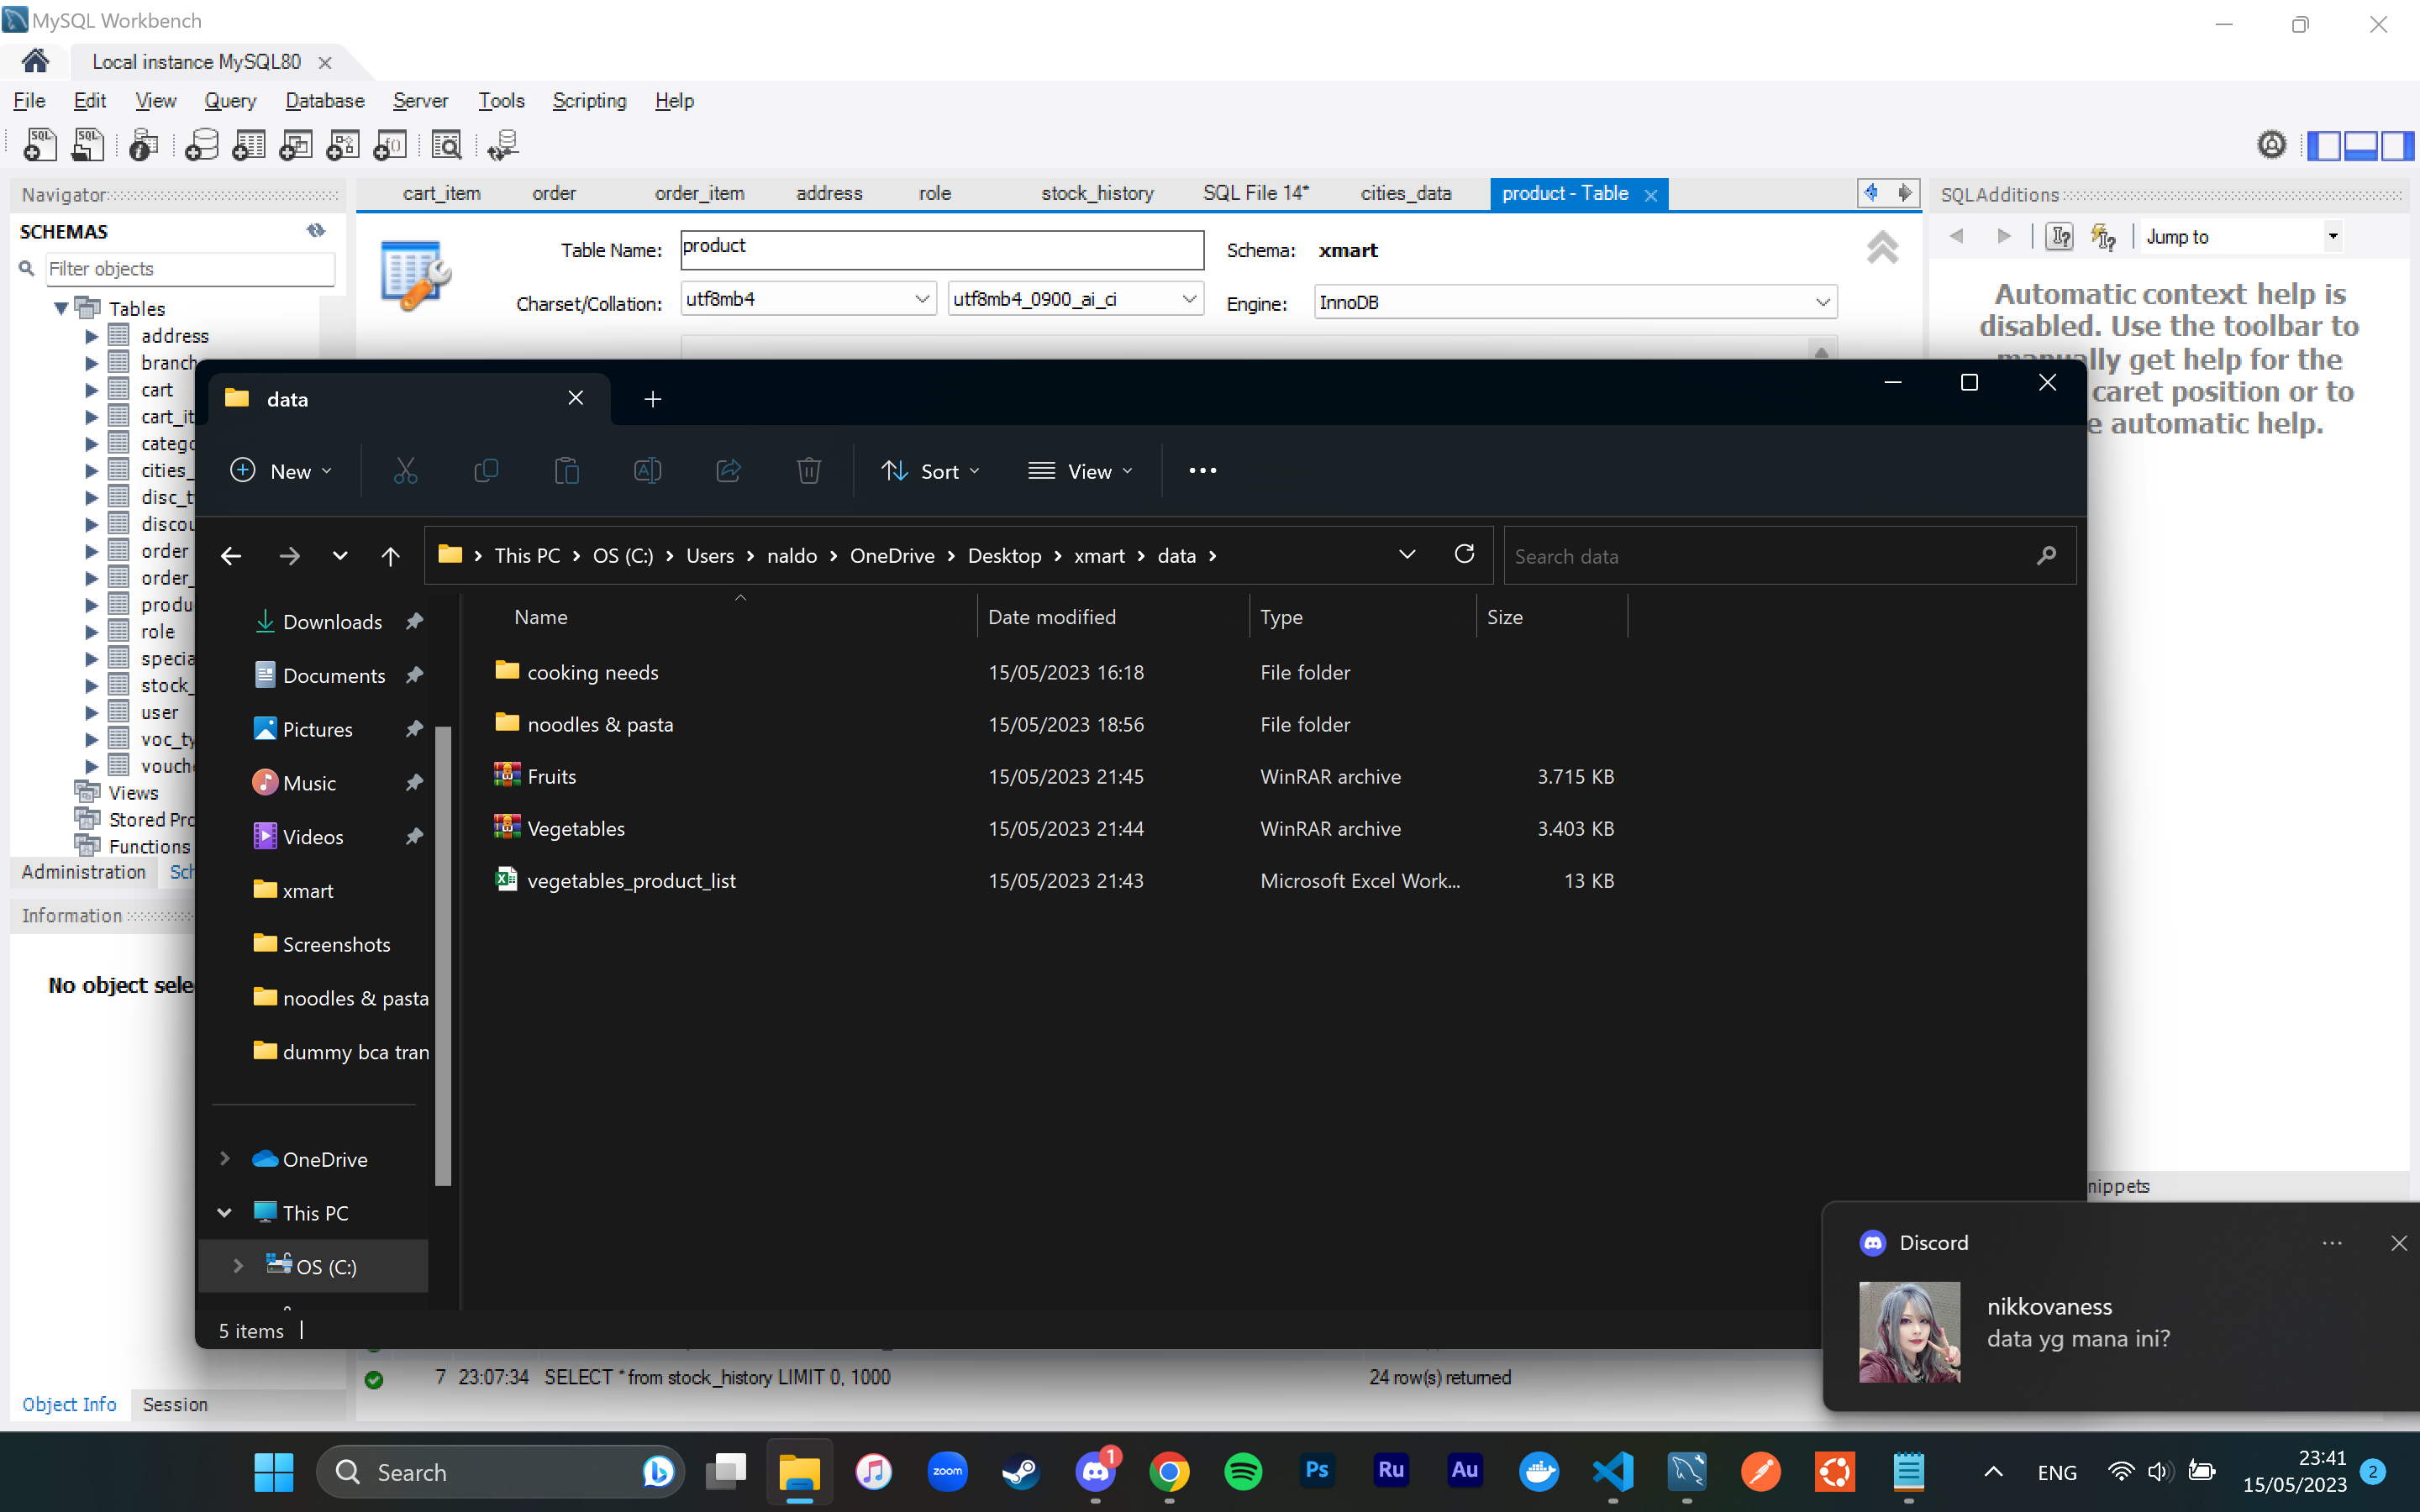 MySQL Workbench
Local instance MySQL80
File Edit View Query Database Server Tools Scripting Help
Navigator
SCHEMAS
Filter objects
Tables
address
branch
cart
cart_it
catego
cities_
disc_t
discou
order
order_
produ
role
specia
stock_
user
voc_ty
vouch
Views
Stored Pro
Functions
Administration Sch
Information
No object sele
Object Info Session
cart_item order order_item address role stock_history SQL File 14* cities_data product - Table
Table Name: product Schema: xmart
Charset/Collation: utf8mb4 utf8mb4_0900_ai_ci Engine: InnoDB
SQLAdditions
Jump to
Automatic context help is
disabled. Use the toolbar to
manually get help for the
caret position or to
e automatic help.
nippets
data
New Sort View
This PC > OS (C:) > Users > naldo > OneDrive > Desktop > xmart > data >
Search data
Downloads
Documents
Pictures
Music
Videos
xmart
Screenshots
noodles & pasta
dummy bca tran
OneDrive
This PC
OS (C:)
Name Date modified Type Size
cooking needs 15/05/2023 16:18 File folder
noodles & pasta 15/05/2023 18:56 File folder
Fruits 15/05/2023 21:45 WinRAR archive 3.715 KB
Vegetables 15/05/2023 21:44 WinRAR archive 3.403 KB
vegetables_product_list 15/05/2023 21:43 Microsoft Excel Work... 13 KB
5 items
7 23:07:34 SELECT * from stock_history LIMIT 0, 1000 24 row(s) returned
Discord
nikkovaness
data yg mana ini?
Search
zoom
1
Ps
Ru
Au
ENG
23:41
15/05/2023
2